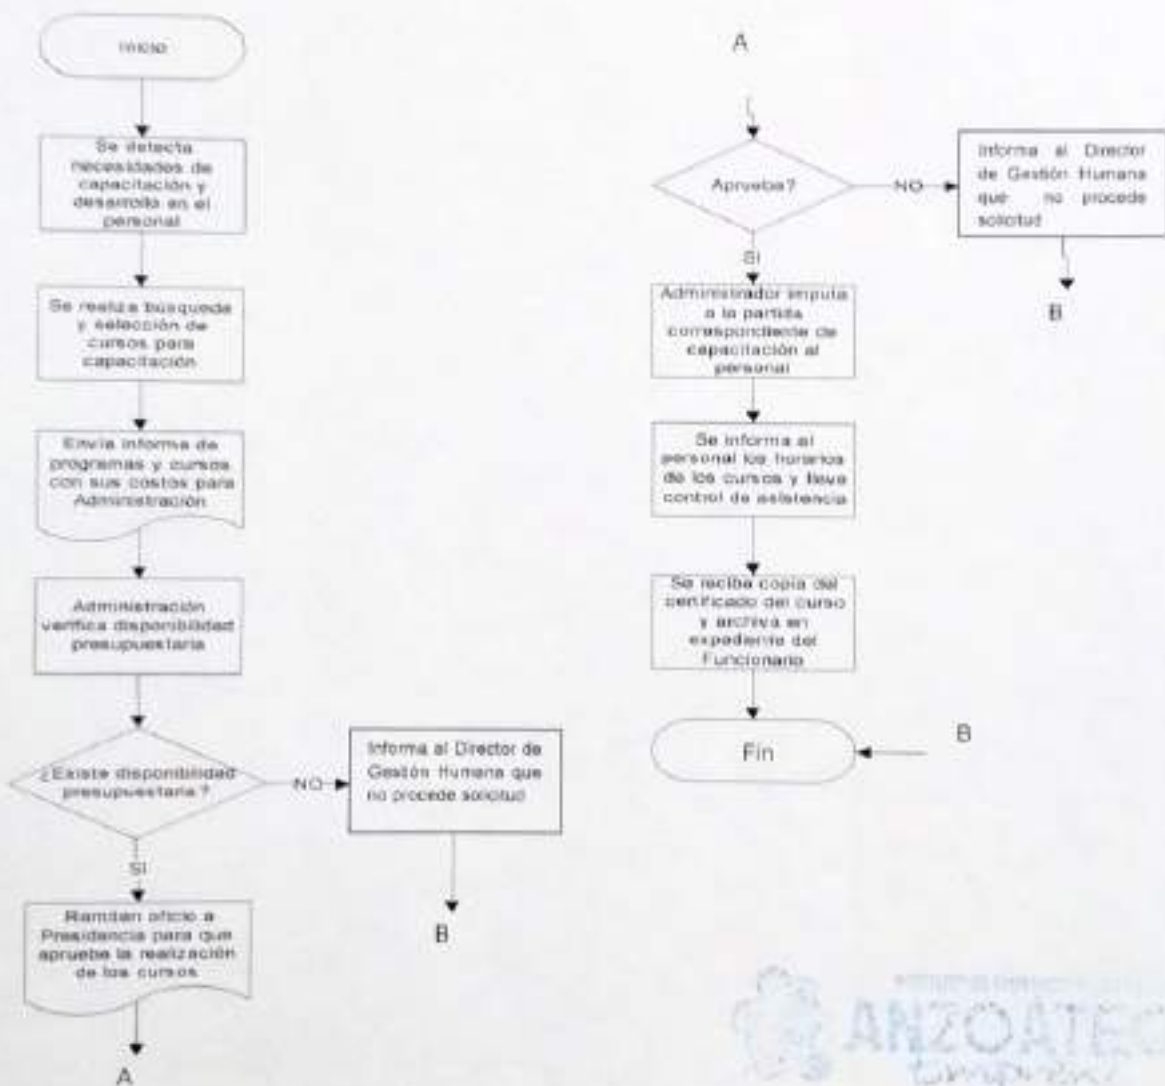 Inicio
Se detecta
necesidades de
capacitación y
desarrollo en el
personal
Se realiza búsqueda
y selección de
cursos para
capacitación
Envía informe de
programas y cursos
con sus costos para
Administración
Administración
verifica disponibilidad
presupuestaria
¿Existe disponibilidad
presupuestaria?
NO
Informa al Director de
Gestión Humana que
no procede solicitud
B
SI
Remiten oficio a
Presidencia para que
apruebe la realización
de los cursos
A
A
Aprueba?
NO
Informa al Director
de Gestión Humana
que no procede
solicitud
B
SI
Administrador imputa
a la partida
correspondiente de
capacitación al
personal
Se informa al
personal los horarios
de los cursos y lleva
control de asistencia
Se recibe copia del
certificado del curso
y archiva en
expediente del
Funcionario
Fin
B
ANZOATEC